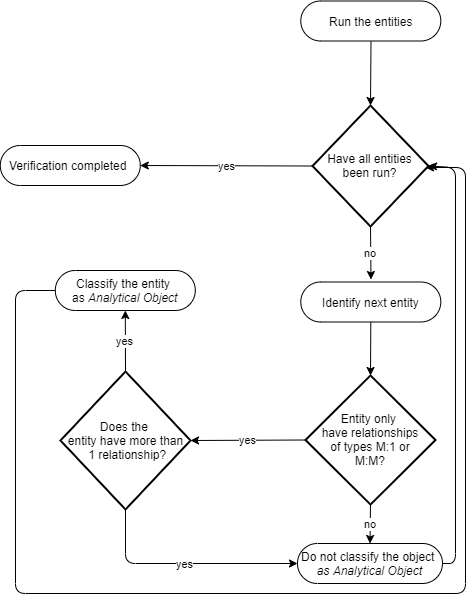 Run the entities
Have all entities
been run?
yes
Verification completed
no
Classify the entity
as Analytical Object
Identify next entity
yes
Does the
entity have more than
1 relationship?
yes
Entity only
have relationships
of types M:1 or
M:M?
no
yes
Do not classify the object
as Analytical Object